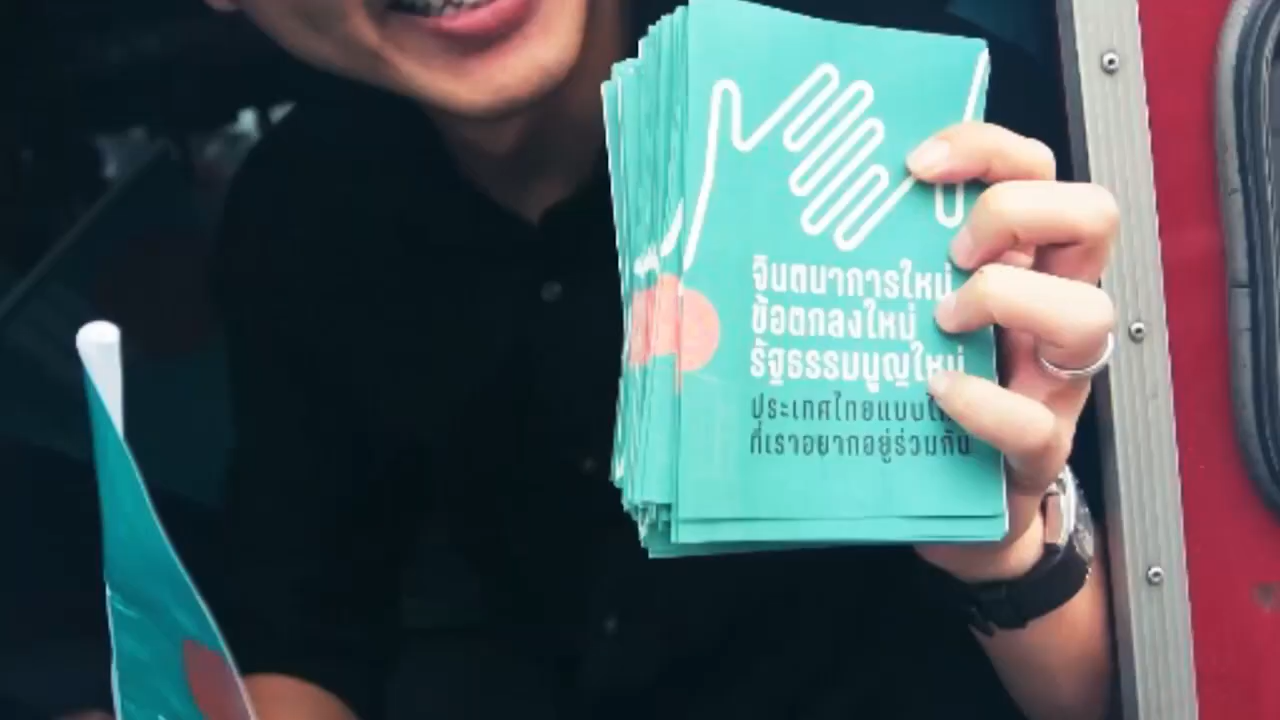 จินตนาการใหม่
ข้อตกลงใหม่
รัฐธรรมนูญใหม่
ประเทศไทยแบบ
ที่เราอยากอยู่ร่วมกัน